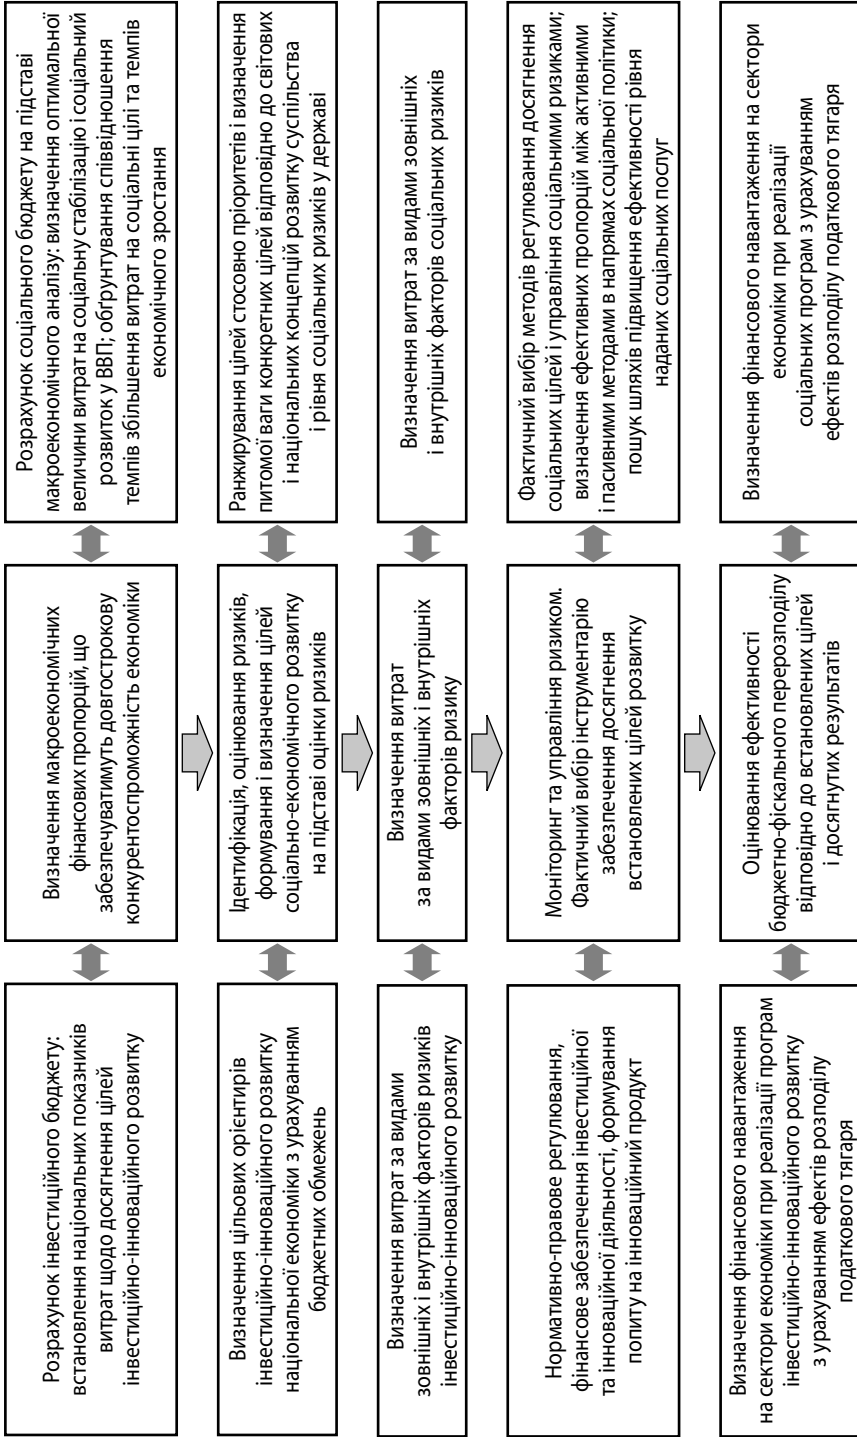 Розрахунок інвестиційного бюджету:
встановлення національних показників
витрат щодо досягнення цілей
інвестиційно-інноваційного розвитку
Визначення макроекономічних
фінансових пропорцій, що
забезпечуватимуть довгострокову
конкурентоспроможність економіки
Розрахунок соціального бюджету на підставі
макроекономічного аналізу: визначення оптимальної
величини витрат на соціальну стабілізацію і соціальний
розвиток у ВВП; обґрунтування співвідношення
темпів збільшення витрат на соціальні цілі та темпів
економічного зростання
Визначення цільових орієнтирів
інвестиційно-інноваційного розвитку
національної економіки з урахуванням
бюджетних обмежень
Ідентифікація, оцінювання ризиків,
формування і визначення цілей
соціально-економічного розвитку
на підставі оцінки ризиків
Ранжирування цілей стосовно пріоритетів і визначення
питомої ваги конкретних цілей відповідно до світових
і національних концепцій розвитку суспільства
і рівня соціальних ризиків у державі
Визначення витрат за видами
зовнішніх і внутрішніх факторів ризиків
інвестиційно-інноваційного розвитку
Визначення витрат
за видами зовнішніх і внутрішніх
факторів ризику
Визначення витрат за видами зовнішніх
і внутрішніх факторів соціальних ризиків
Нормативно-правове регулювання,
фінансове забезпечення інвестиційної
та інноваційної діяльності, формування
попиту на інноваційний продукт
Моніторинг та управління ризиком.
Фактичний вибір інструментарію
забезпечення досягнення
встановлених цілей розвитку
Фактичний вибір методів регулювання досягнення
соціальних цілей і управління соціальними ризиками;
визначення ефективних пропорцій між активними
і пасивними методами в напрямах соціальної політики;
пошук шляхів підвищення ефективності рівня
наданих соціальних послуг
Визначення фінансового навантаження
на сектори економіки при реалізації програм
інвестиційно-інноваційного розвитку
з урахуванням ефектів розподілу
податкового тягаря
Оцінювання ефективності
бюджетно-фіскального перерозподілу
відповідно до встановлених цілей
і досягнутих результатів
Визначення фінансового навантаження на сектори
економіки при реалізації
соціальних програм з урахуванням
ефектів розподілу податкового тягаря